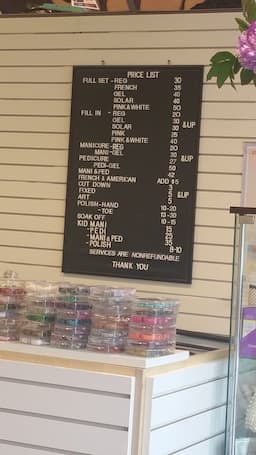 PRICE LIST
FULL SET - REG 30
FRENCH 35
GEL 40
SOLAR 40
PINK & WHITE 50
FILL IN - REG 20
GEL 30
SOLAR 30 & UP
PINK 25
PINK & WHITE 40
MANICURE - REG 20
MANI - GEL 30
PEDICURE 27 & UP
PEDI - GEL 50
MANI & PED 42
FRENCH & AMERICAN ADD $5
CUT DOWN 3
FIXED 5 & UP
ART 5
POLISH - HAND 10-20
- TOE 13-30
SOAK OFF 10-15
KID MANI 15
- PEDI 25
- MANI & PED 35
- POLISH 8-10
SERVICES ARE NONREFUNDABLE
THANK YOU